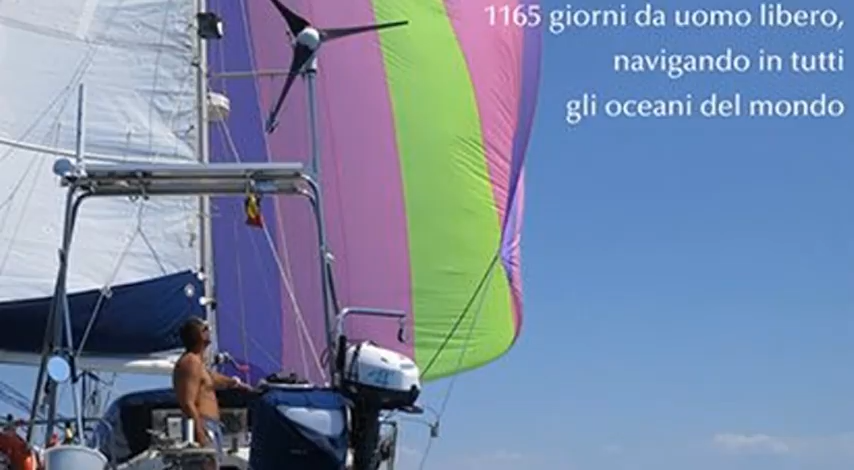 1165 giorni da uomo libero,
navigando in tutti
gli oceani del mondo